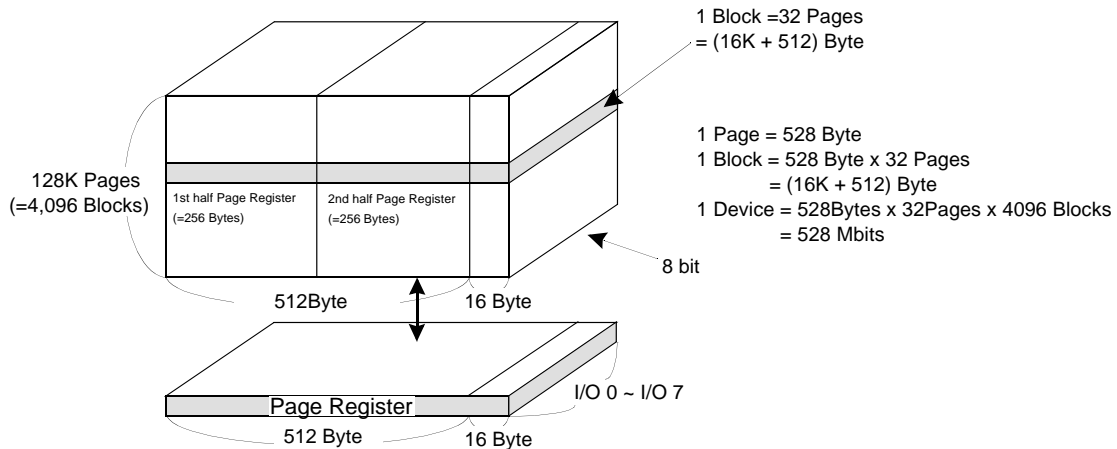 1 Block =32 Pages
= (16K + 512) Byte
1 Page = 528 Byte
1 Block = 528 Byte x 32 Pages
= (16K + 512) Byte
1 Device = 528Bytes x 32Pages x 4096 Blocks
= 528 Mbits
128K Pages
(=4,096 Blocks)
1st half Page Register
(=256 Bytes)
2nd half Page Register
(=256 Bytes)
8 bit
512Byte
16 Byte
Page Register
I/O 0 ~ I/O 7
512 Byte
16 Byte